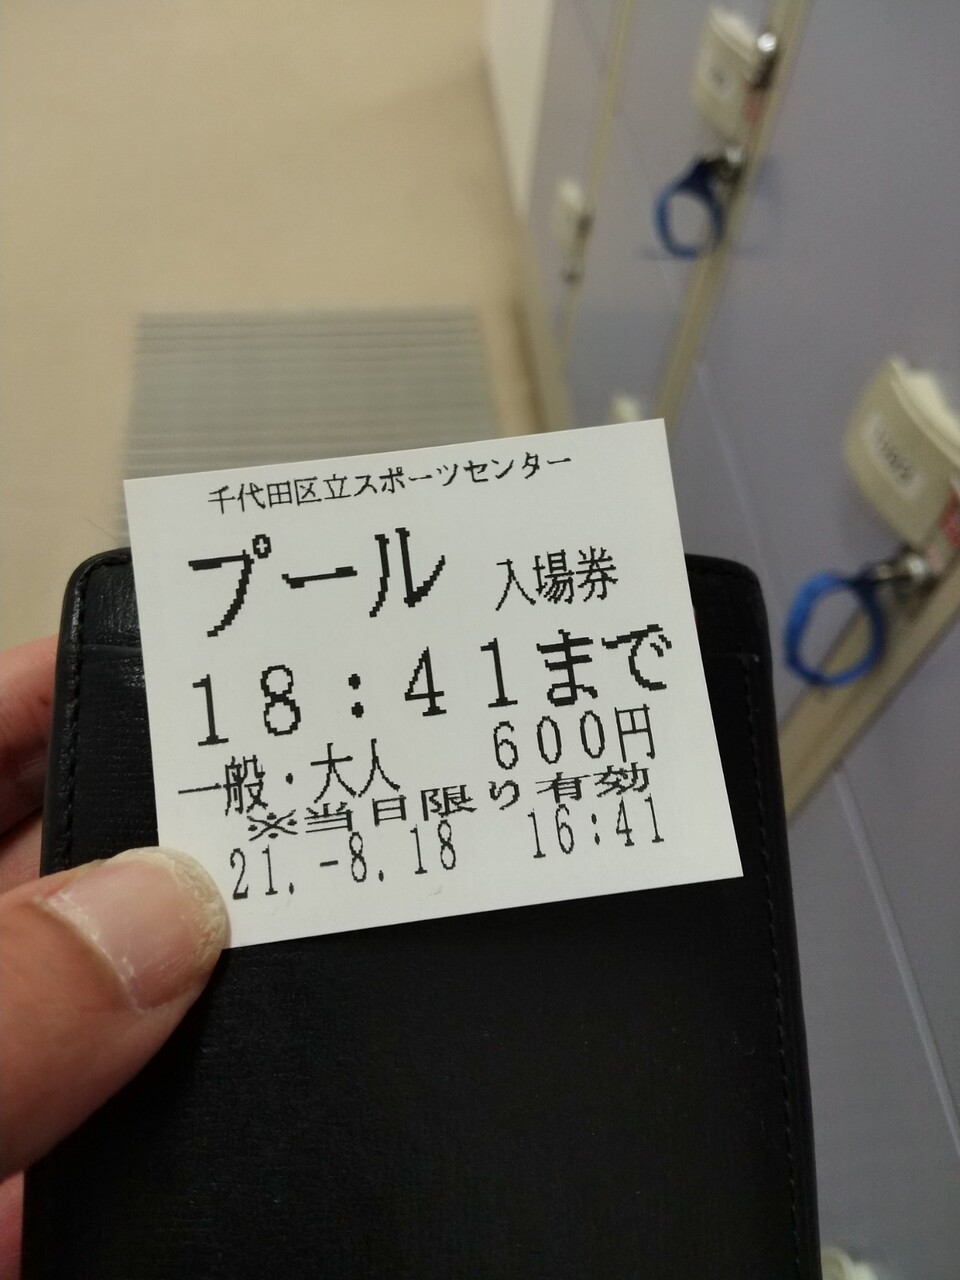 千代田区立スポーツセンター
プール 入場券
18:41まで
一般・大人 600円
※当日限り有効
21.-8.18 16:41